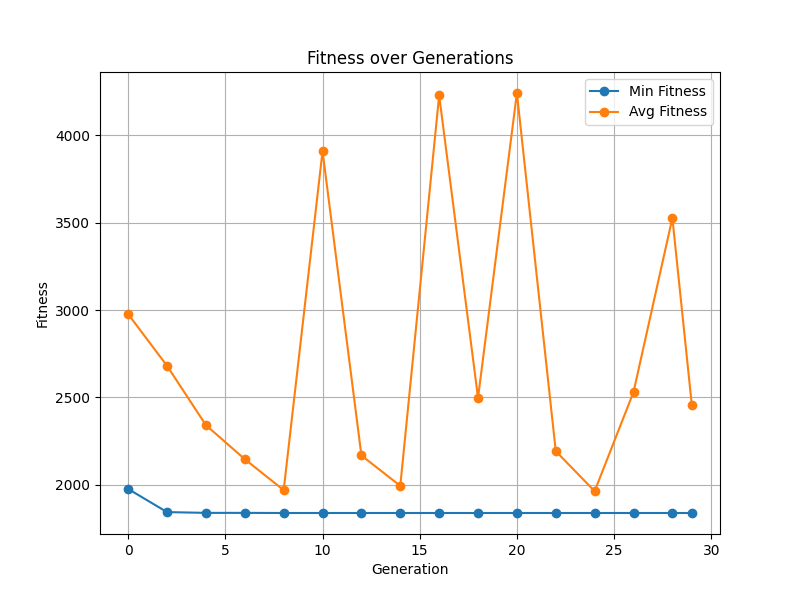 Fitness over Generations
Min Fitness
Avg Fitness
4000
3500
3000
2500
2000
Fitness
0 5 10 15 20 25 30
Generation